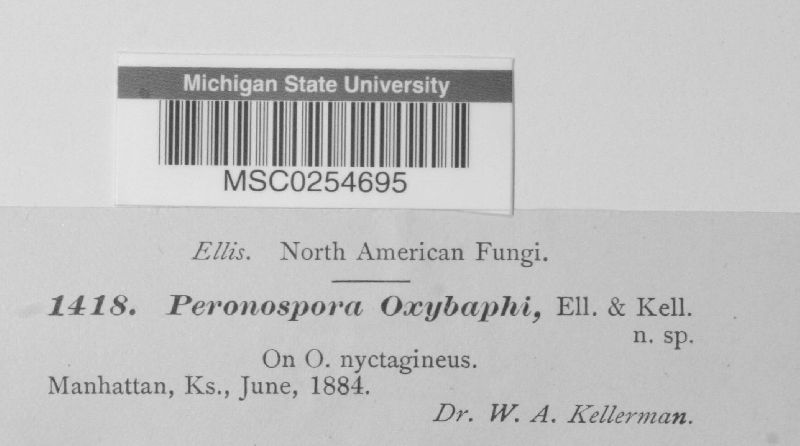 Michigan State University
MSC0254695
Ellis. North American Fungi.
1418. Peronospora Oxybaphi, Ell. & Kell.
n. sp.
On O. nyctagineus.
Manhattan, Ks., June, 1884.
Dr. W. A. Kellerman.